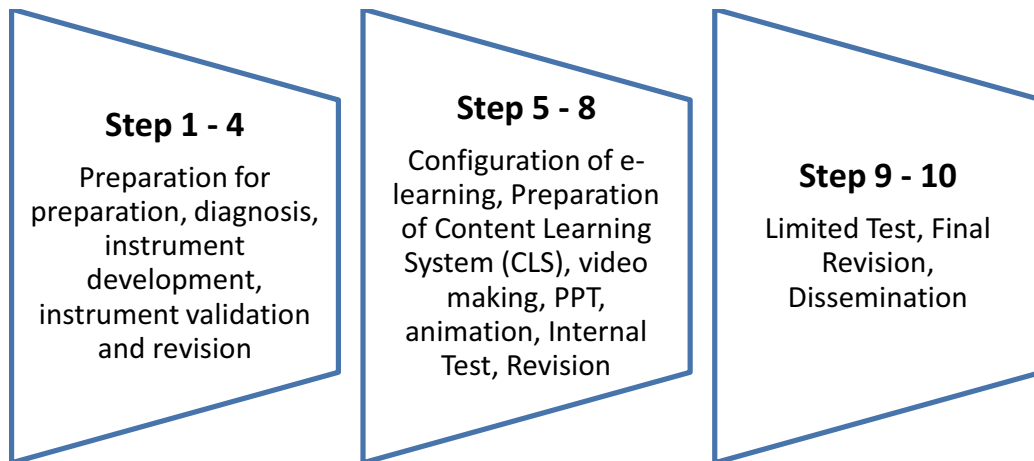 Step 1 - 4
Preparation for
preparation, diagnosis,
instrument
development,
instrument validation
and revision
Step 5 - 8
Configuration of e-
learning, Preparation
of Content Learning
System (CLS), video
making, PPT,
animation, Internal
Test, Revision
Step 9 - 10
Limited Test, Final
Revision,
Dissemination